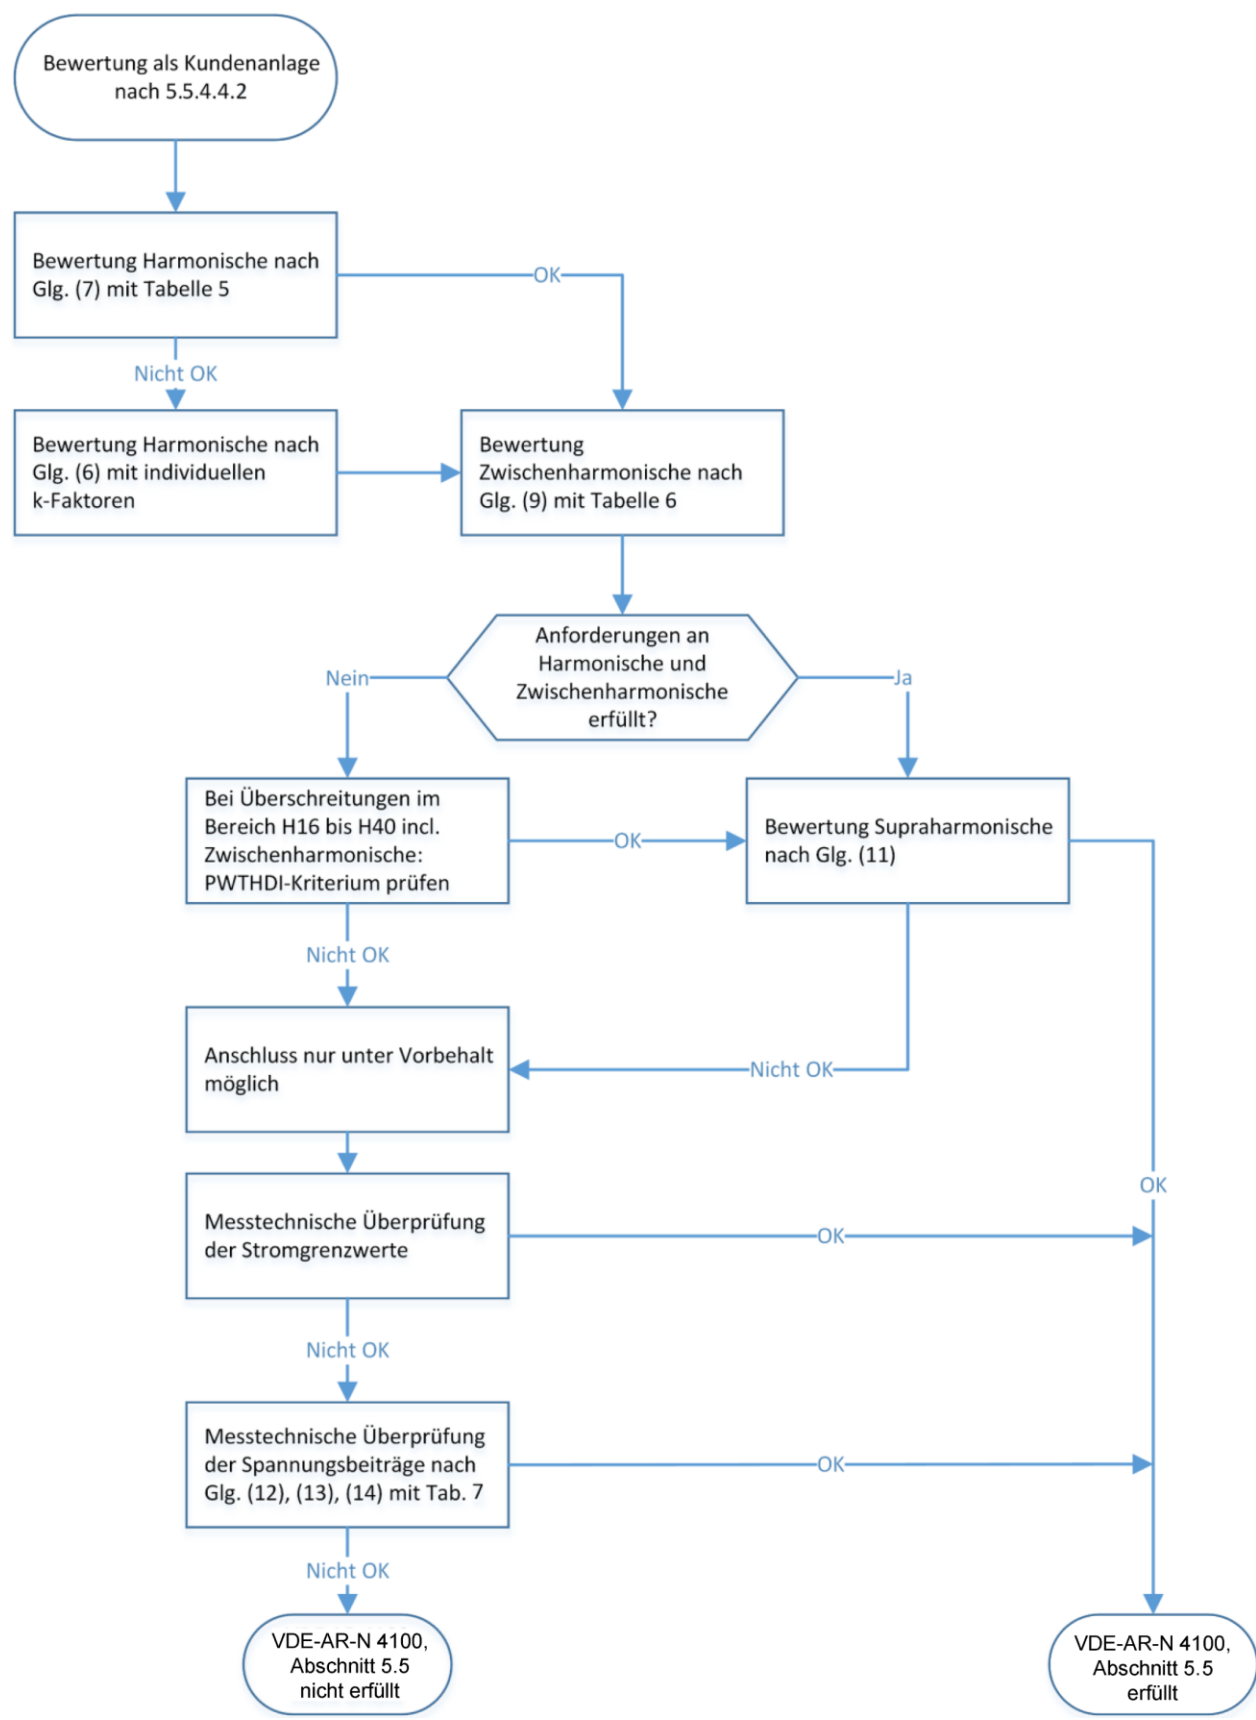 Bewertung als Kundenanlage
nach 5.5.4.4.2
Bewertung Harmonische nach
Glg. (7) mit Tabelle 5
OK
Nicht OK
Bewertung Harmonische nach
Glg. (6) mit individuellen
k-Faktoren
Bewertung
Zwischenharmonische nach
Glg. (9) mit Tabelle 6
Anforderungen an
Harmonische und
Zwischenharmonische
erfüllt?
Nein
Ja
Bei Überschreitungen im
Bereich H16 bis H40 incl.
Zwischenharmonische:
PWTHDI-Kriterium prüfen
OK
Bewertung Supraharmonische
nach Glg. (11)
Nicht OK
Anschluss nur unter Vorbehalt
möglich
Nicht OK
OK
Messtechnische Überprüfung
der Stromgrenzwerte
OK
Nicht OK
Messtechnische Überprüfung
der Spannungsbeiträge nach
Glg. (12), (13), (14) mit Tab. 7
OK
Nicht OK
VDE-AR-N 4100,
Abschnitt 5.5
nicht erfüllt
VDE-AR-N 4100,
Abschnitt 5.5
erfüllt